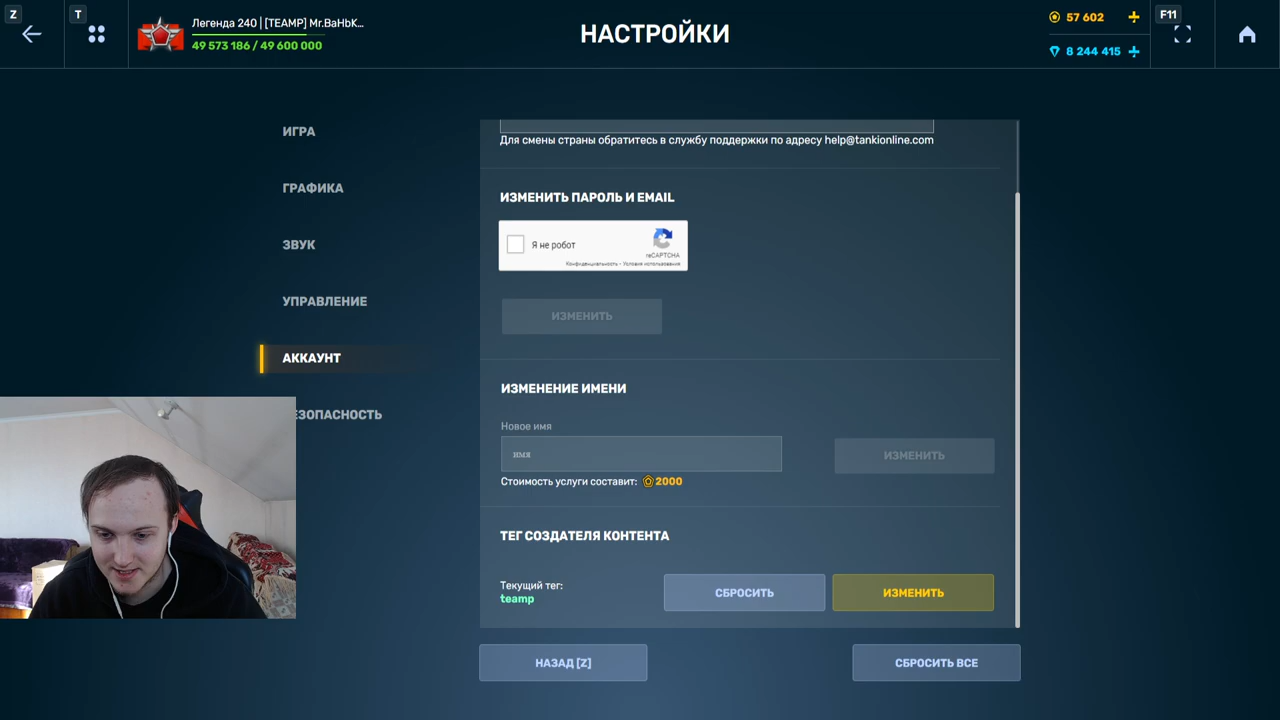 Z
T
Легенда 240 | [TEAMP] Mr.BaHbK...
49 573 186 / 49 600 000
НАСТРОЙКИ
57 602
8 244 415
F11
ИГРА
ГРАФИКА
ЗВУК
УПРАВЛЕНИЕ
АККАУНТ
ЕЗОПАСНОСТЬ
Для смены страны обратитесь в службу поддержки по адресу help@tankionline.com
ИЗМЕНИТЬ ПАРОЛЬ И EMAIL
Я не робот
reCAPTCHA
Конфиденциальность - Условия использования
ИЗМЕНИТЬ
ИЗМЕНЕНИЕ ИМЕНИ
Новое имя
имя
ИЗМЕНИТЬ
Стоимость услуги составит: 2000
ТЕГ СОЗДАТЕЛЯ КОНТЕНТА
Текущий тег:
teamp
СБРОСИТЬ
ИЗМЕНИТЬ
НАЗАД [Z]
СБРОСИТЬ ВСЕ